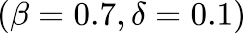 (β = 0.7, δ = 0.1)